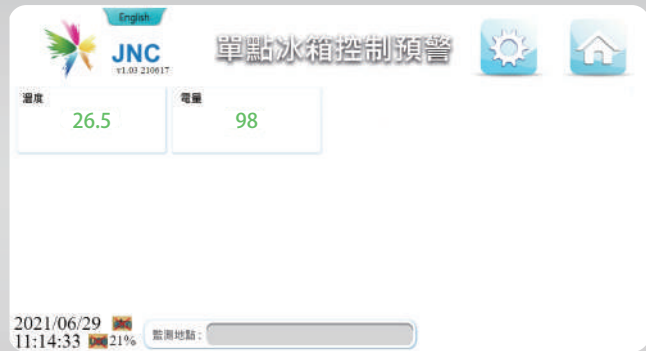 English
JNC
v1.03 210617
單點冰箱控制預警
溫度
26.5
電量
98
2021/06/29
11:14:33 21%
監測地點：